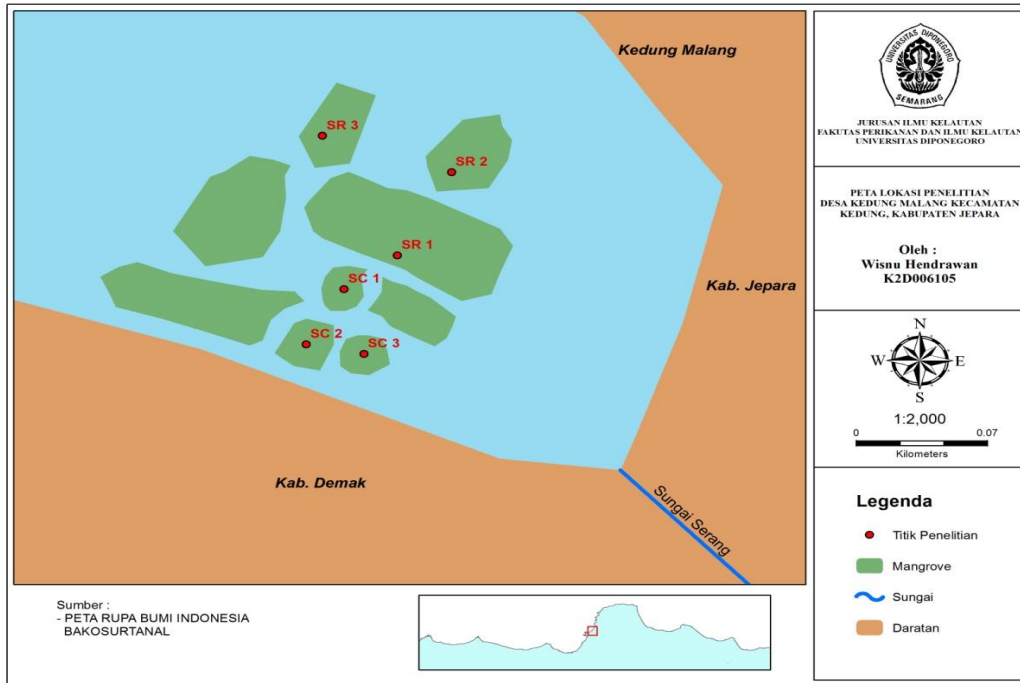 Kedung Malang
SR 3
SR 2
SR 1
SC 1
SC 2
SC 3
Kab. Jepara
Kab. Demak
Sungai Serang
Sumber :
- PETA RUPA BUMI INDONESIA
BAKOSURTANAL
UNIVERSITAS DIPONEGORO
SEMARANG
JURUSAN ILMU KELAUTAN
FAKUTAS PERIKANAN DAN ILMU KELAUTAN
UNIVERSITAS DIPONEGORO
PETA LOKASI PENELITIAN
DESA KEDUNG MALANG KECAMATAN
KEDUNG, KABUPATEN JEPARA
Oleh :
Wisnu Hendrawan
K2D006105
N
W E
S
1:2,000
0 0.07
Kilometers
Legenda
Titik Penelitian
Mangrove
Sungai
Daratan